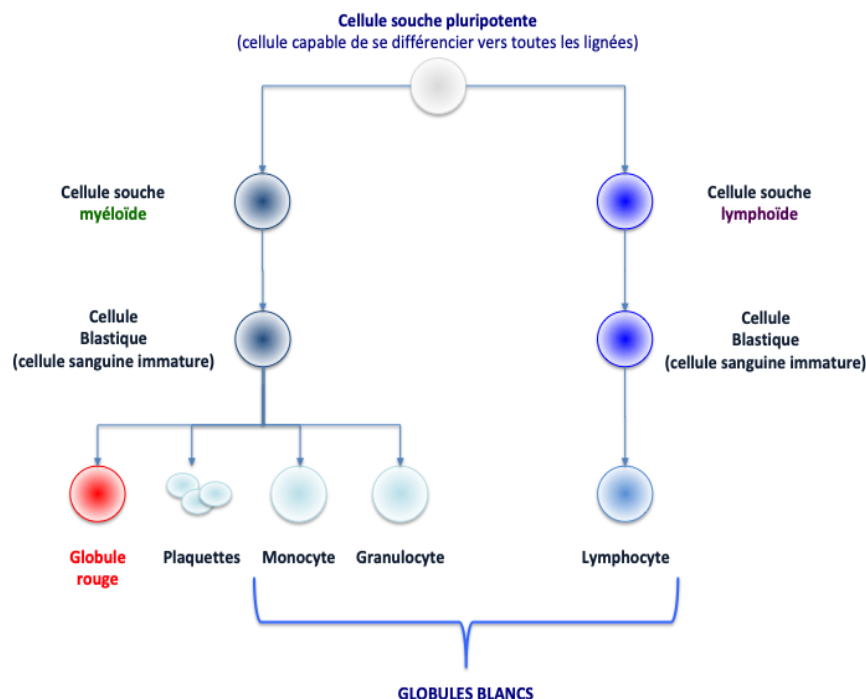 Cellule souche pluripotente
(cellule capable de se différencier vers toutes les lignées)
Cellule souche
myéloïde
Cellule souche
lymphoïde
Cellule
Blastique
(cellule sanguine immature)
Cellule
Blastique
(cellule sanguine immature)
Globule
rouge
Plaquettes
Monocyte
Granulocyte
Lymphocyte
GLOBULES BLANCS